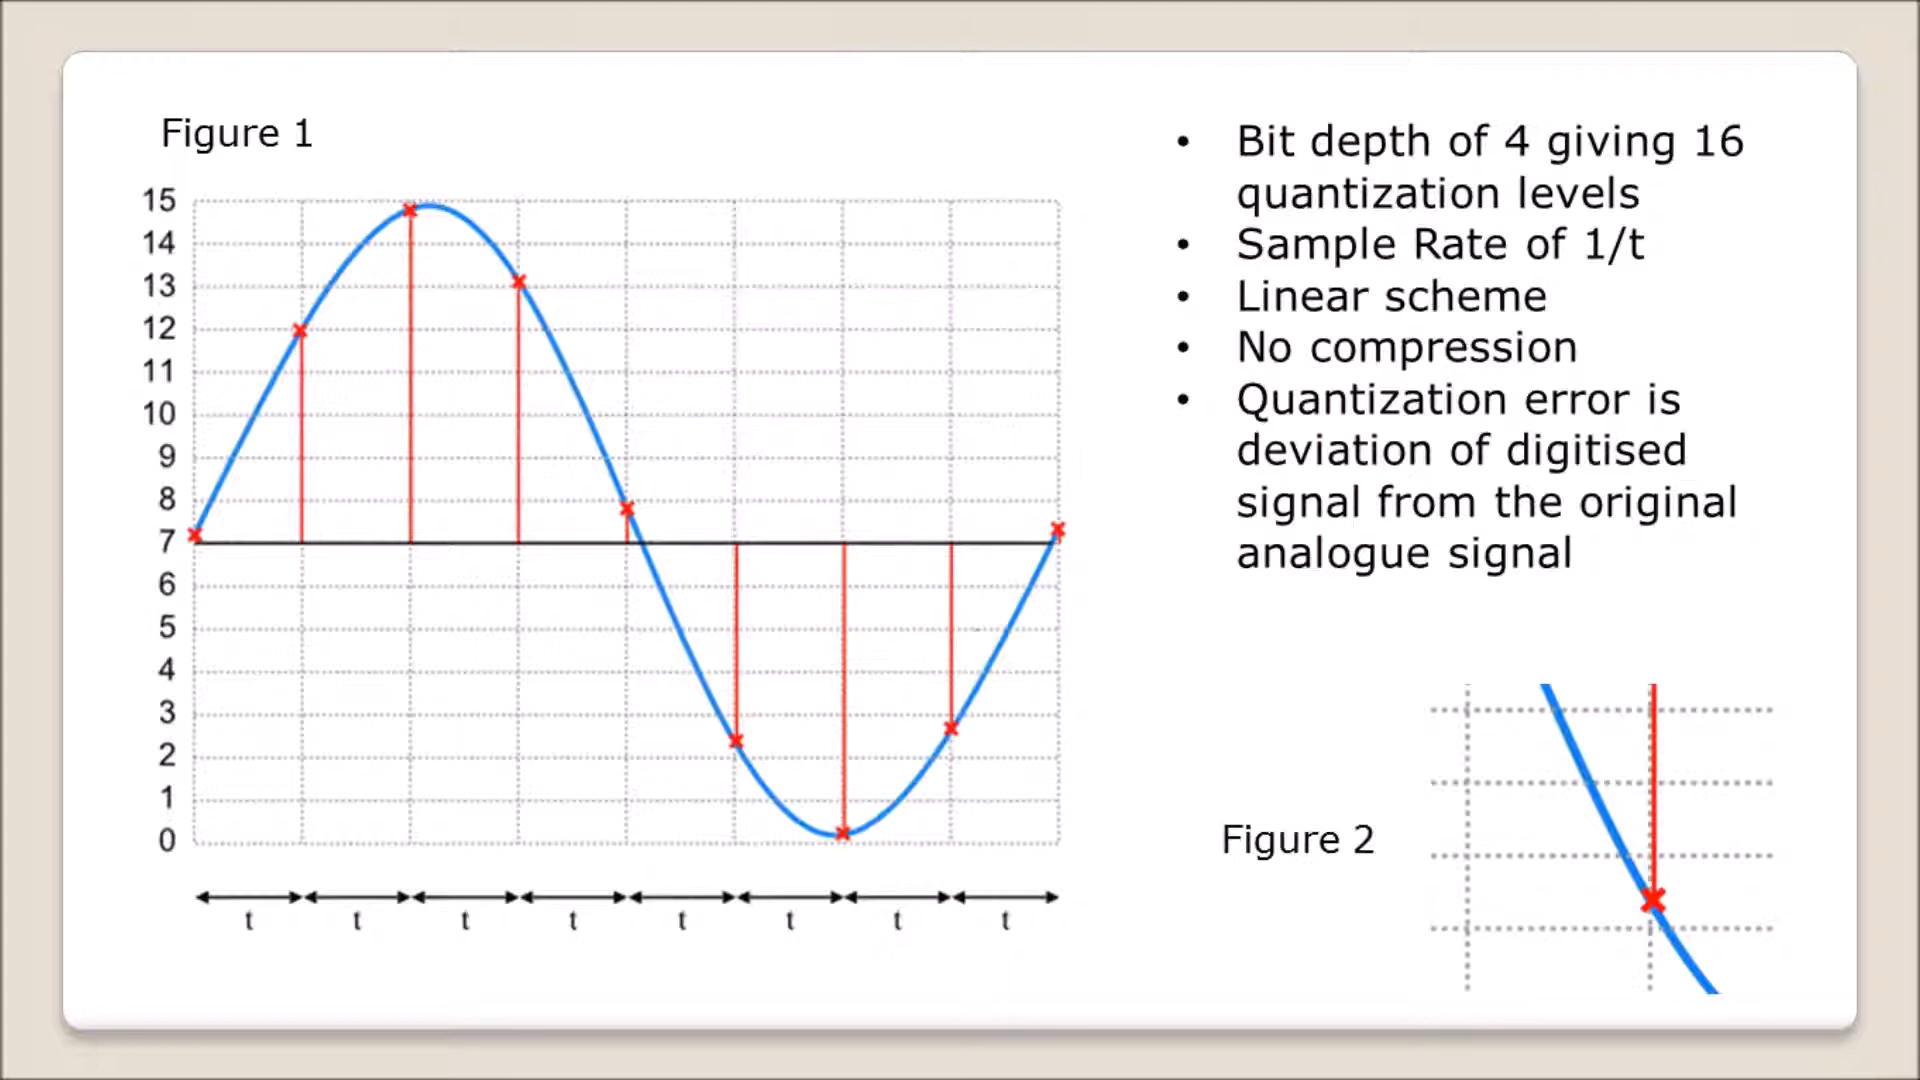 Figure 1
15
14
13
12
11
10
9
8
7
6
5
4
3
2
1
0
t t t t t t t t
• Bit depth of 4 giving 16
quantization levels
• Sample Rate of 1/t
• Linear scheme
• No compression
• Quantization error is
deviation of digitised
signal from the original
analogue signal
Figure 2